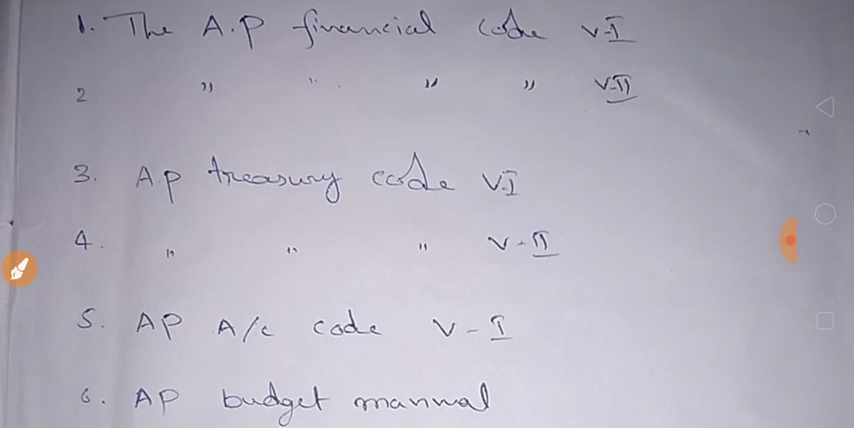 1. The A.P financial code V-I
2. " " " " V-II
3. A.P treasury code V-I
4. " " " V-II
5. AP A/c code V-I
6. AP budget manual